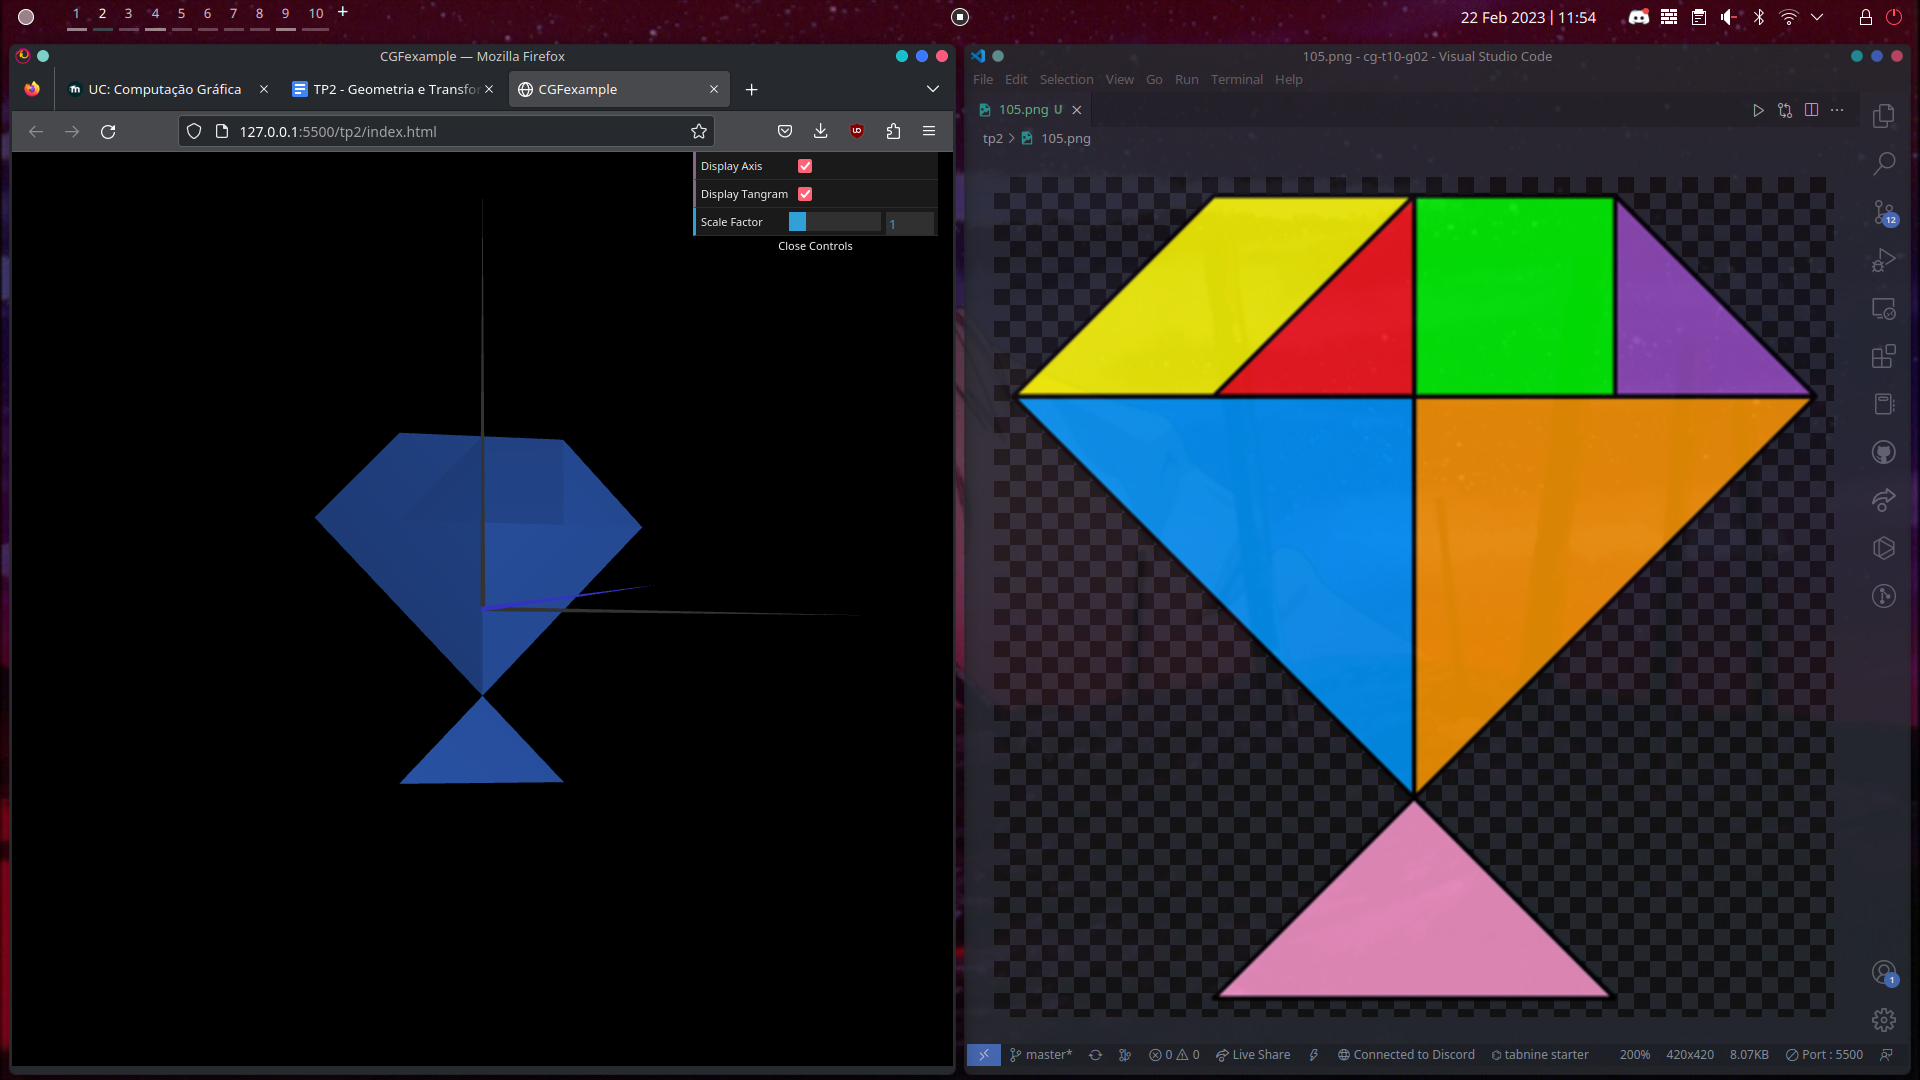 1 2 3 4 5 6 7 8 9 10 +
22 Feb 2023 | 11:54
CGFexample — Mozilla Firefox
UC: Computação Gráfica
TP2 - Geometria e Transfor
CGFexample
127.0.0.1:5500/tp2/index.html
Display Axis
Display Tangram
Scale Factor 1
Close Controls
105.png - cg-t10-g02 - Visual Studio Code
File Edit Selection View Go Run Terminal Help
105.png U
tp2 > 105.png
12
1
master* 0 0 Live Share Connected to Discord tabnine starter 200% 420x420 8.07KB Port : 5500